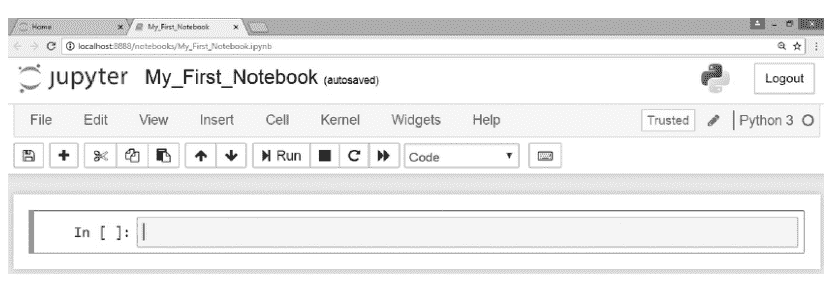 Home My_First_Notebook
localhost:8888/notebooks/My_First_Notebook.ipynb
jupyter My_First_Notebook (autosaved) Logout
File Edit View Insert Cell Kernel Widgets Help Trusted Python 3
Run Code
In [ ]: